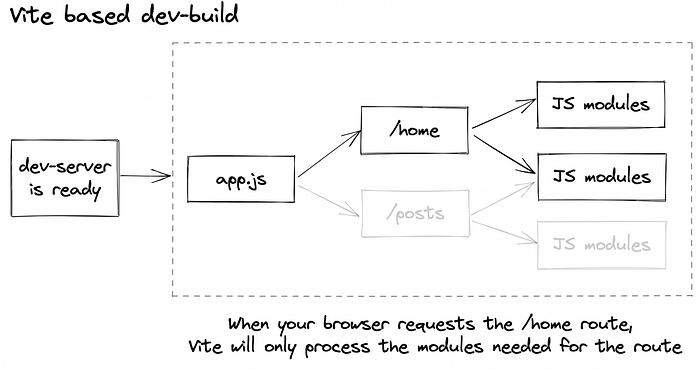 Vite based dev-build
dev-server
is ready
app.js
/home
/posts
JS modules
JS modules
JS modules
When your browser requests the /home route,
Vite will only process the modules needed for the route